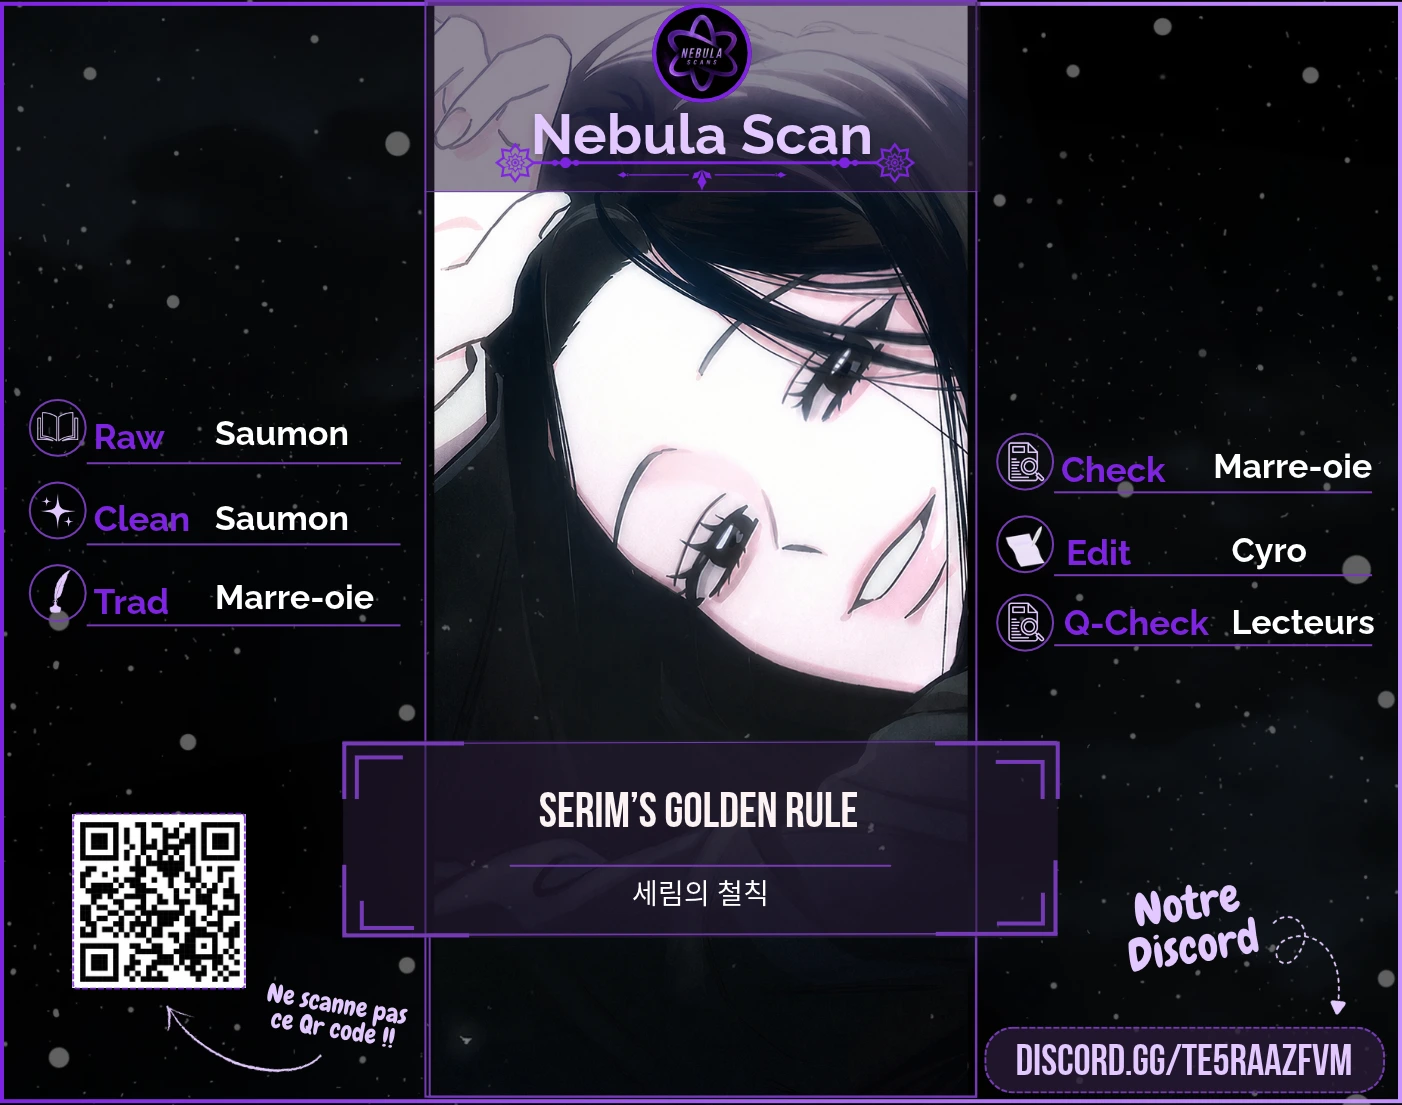 NEBULA
SCANS
Nebula Scan
Raw Saumon
Clean Saumon
Trad Marre-oie
Check Marre-oie
Edit Cyro
Q-Check Lecteurs
SERIM'S GOLDEN RULE
세림의 철칙
Ne scanne pas
ce Qr code !!
Notre
Discord
DISCORD.GG/TE5RAAZFVM